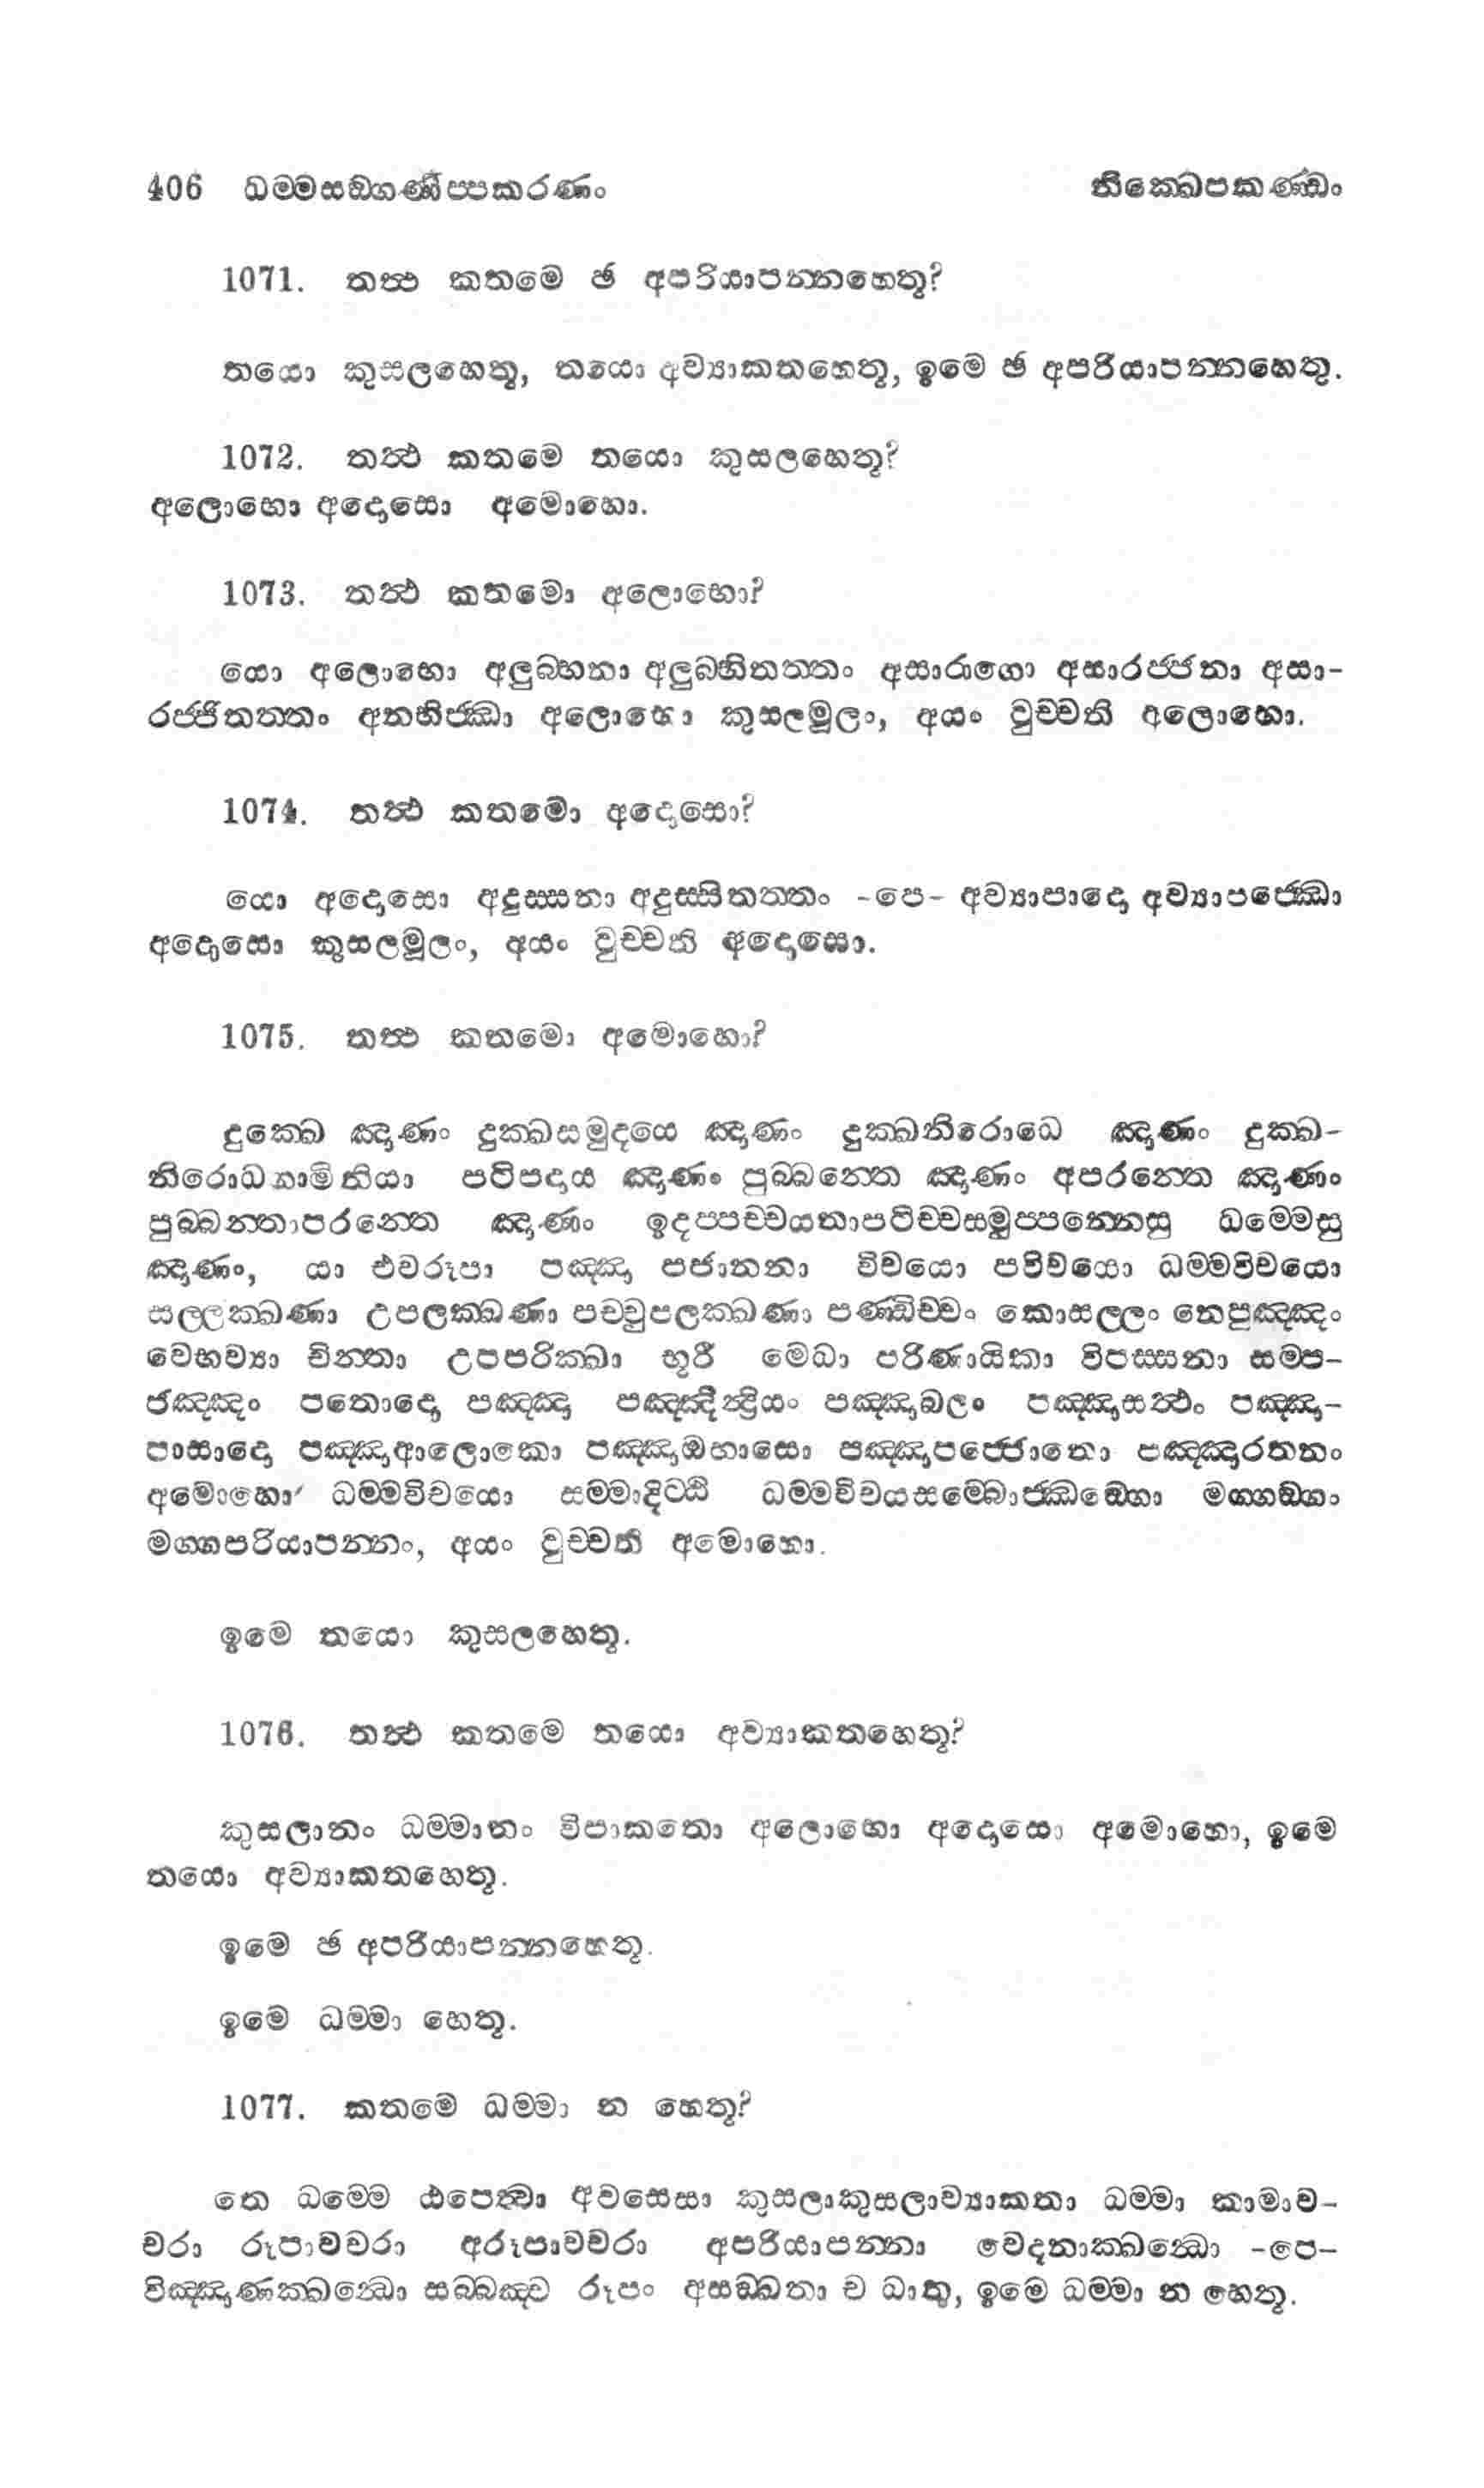 406 ධම්මසඞ්ගණීප්පකරණං නික්ඛෙපකණ්ඩං
1071. තත්ථ කතමෙ ඡ අපරියාපන්නහෙතූ?
තයො කුසලහෙතූ, තයො අව්‍යාකතහෙතූ, ඉමෙ ඡ අපරියාපන්නහෙතු.
1072. තත්ථ කතමෙ තයො කුසලහෙතූ?
අලොභො අදොසො අමොහො.
1073. තත්ථ කතමො අලොභො?
යො අලොභො අලුබ්භනා අලුබ්භිතත්තං අසාරාගො අසාරජ්ජනා අසා-
රජ්ජිතත්තං අනභිජ්ඣා අලොභො කුසලමූලං, අයං වුච්චති අලොභො.
1074. තත්ථ කතමො අදොසො?
යො අදොසො අදුස්සනා අදුස්සිතත්තං -පෙ- අව්‍යාපාදො අව්‍යාපජ්ඣො
අදොසො කුසලමූලං, අයං වුච්චති අදොසො.
1075. තත්ථ කතමො අමොහො?
දුක්ඛෙ ඤාණං දුක්ඛසමුදයෙ ඤාණං දුක්ඛනිරොධෙ ඤාණං දුක්ඛ-
නිරොධගාමිනියා පටිපදාය ඤාණං පුබ්බන්තෙ ඤාණං අපරන්තෙ ඤාණං
පුබ්බන්තාපරන්තෙ ඤාණං ඉදප්පච්චයතාපටිච්චසමුප්පන්නෙසු ධම්මෙසු
ඤාණං, යා එවරූපා පඤ්ඤා පජානනා විචයො පවිචයො ධම්මවිචයො
සල්ලක්ඛණා උපලක්ඛණා පච්චුපලක්ඛණා පණ්ඩිච්චං කොසල්ලං නෙපුඤ්ඤං
වෙභව්‍යා චින්තා උපපරික්ඛා භූරී මෙධා පරිණායිකා විපස්සනා සම්ප-
ජඤ්ඤං පතොදො පඤ්ඤා පඤ්ඤින්ද්‍රියං පඤ්ඤාබලං පඤ්ඤාසත්ථං පඤ්ඤා-
පාසාදො පඤ්ඤාආලොකො පඤ්ඤාඔභාසො පඤ්ඤාපජ්ජොතො පඤ්ඤාරතනං
අමොහො ධම්මවිචයො සම්මාදිට්ඨි ධම්මවිචයසම්බොජ්ඣඞ්ගො මග්ගඞ්ගං
මග්ගපරියාපන්නං, අයං වුච්චති අමොහො.
ඉමෙ තයො කුසලහෙතු.
1076. තත්ථ කතමෙ තයො අව්‍යාකතහෙතූ?
කුසලානං ධම්මානං විපාකතො අලොභො අදොසො අමොහො, ඉමෙ
තයො අව්‍යාකතහෙතූ.
ඉමෙ ඡ අපරියාපන්නහෙතු.
ඉමෙ ධම්මා හෙතූ.
1077. කතමෙ ධම්මා න හෙතූ?
තෙ ධම්මෙ ඨපෙත්වා අවසෙසා කුසලාකුසලාව්‍යාකතා ධම්මා කාමාව-
චරා රූපාවචරා අරූපාවචරා අපරියාපන්නා වෙදනාක්ඛන්ධො -පෙ-
විඤ්ඤාණක්ඛන්ධො සබ්බඤ්ච රූපං අසඞ්ඛතා ච ධාතු, ඉමෙ ධම්මා න හෙතූ.